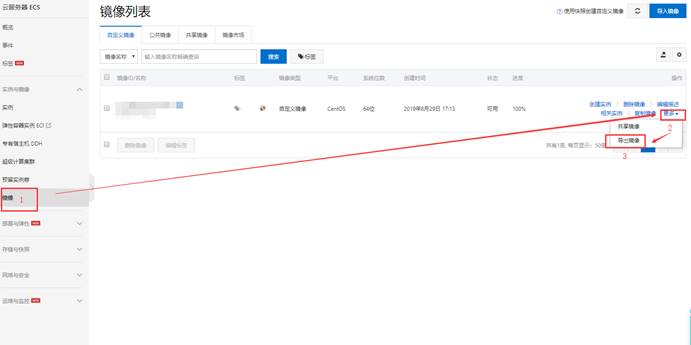 云服务器 ECS
概览
事件
标签 NEW
实例与镜像
实例
弹性容器实例 ECI
专有宿主机 DDH
超级计算集群
预留实例券
镜像
1
部署与弹性 NEW
存储与快照
网络与安全
运维与监控 NEW
镜像列表
使用快照创建自定义镜像
导入镜像
自定义镜像 公共镜像 共享镜像 镜像市场
镜像名称 输入镜像名称精确查询 搜索 标签
镜像ID/名称 标签 镜像类型 平台 系统位数 创建时间 状态 进度 操作
自定义镜像 CentOS 64位 2019年8月29日 17:13 可用 100%
创建实例 删除镜像 编辑描述
相关实例 复制镜像 更多
2
共享镜像
导出镜像
3
删除镜像 编辑标签 共有1条, 每页显示: 50条